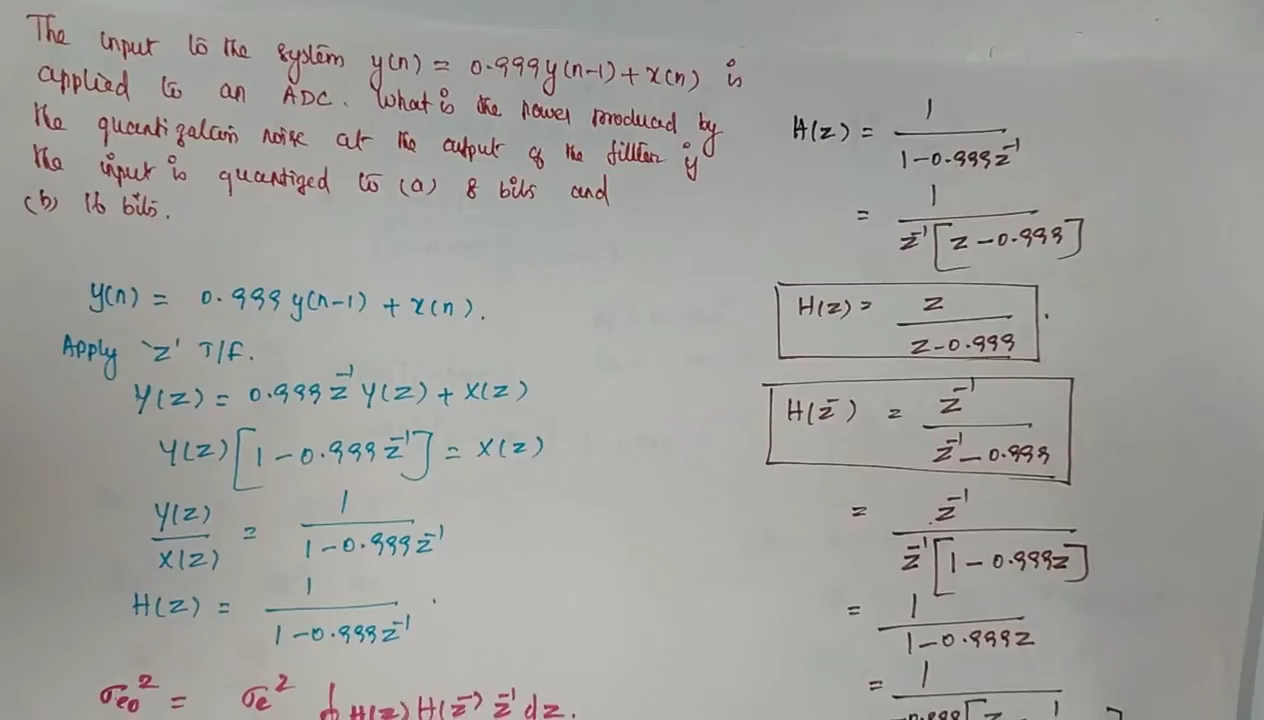 The input to the system y(n) = 0.999y(n-1) + x(n) is
applied to an ADC. What is the power produced by
the quantization noise at the output of the filter if
the input is quantized to (a) 8 bits and
(b) 16 bits.
y(n) = 0.999 y(n-1) + x(n).
Apply 'z' T/F.
Y(z) = 0.999 z⁻¹ Y(z) + X(z)
Y(z) [1 - 0.999 z⁻¹] = X(z)
Y(z)/X(z) = 1/(1 - 0.999 z⁻¹)
H(z) = 1/(1 - 0.999 z⁻¹)
σeo² = σe² ∮ H(z) H(z⁻¹) z⁻¹ dz.
H(z) = 1/(1 - 0.999 z⁻¹)
= 1/(z⁻¹[z - 0.999])
H(z) = z/(z - 0.999).
H(z⁻) = z⁻¹/(z⁻¹ - 0.999)
= z⁻¹/(z⁻¹[1 - 0.999z])
= 1/(1 - 0.999z)
= 1